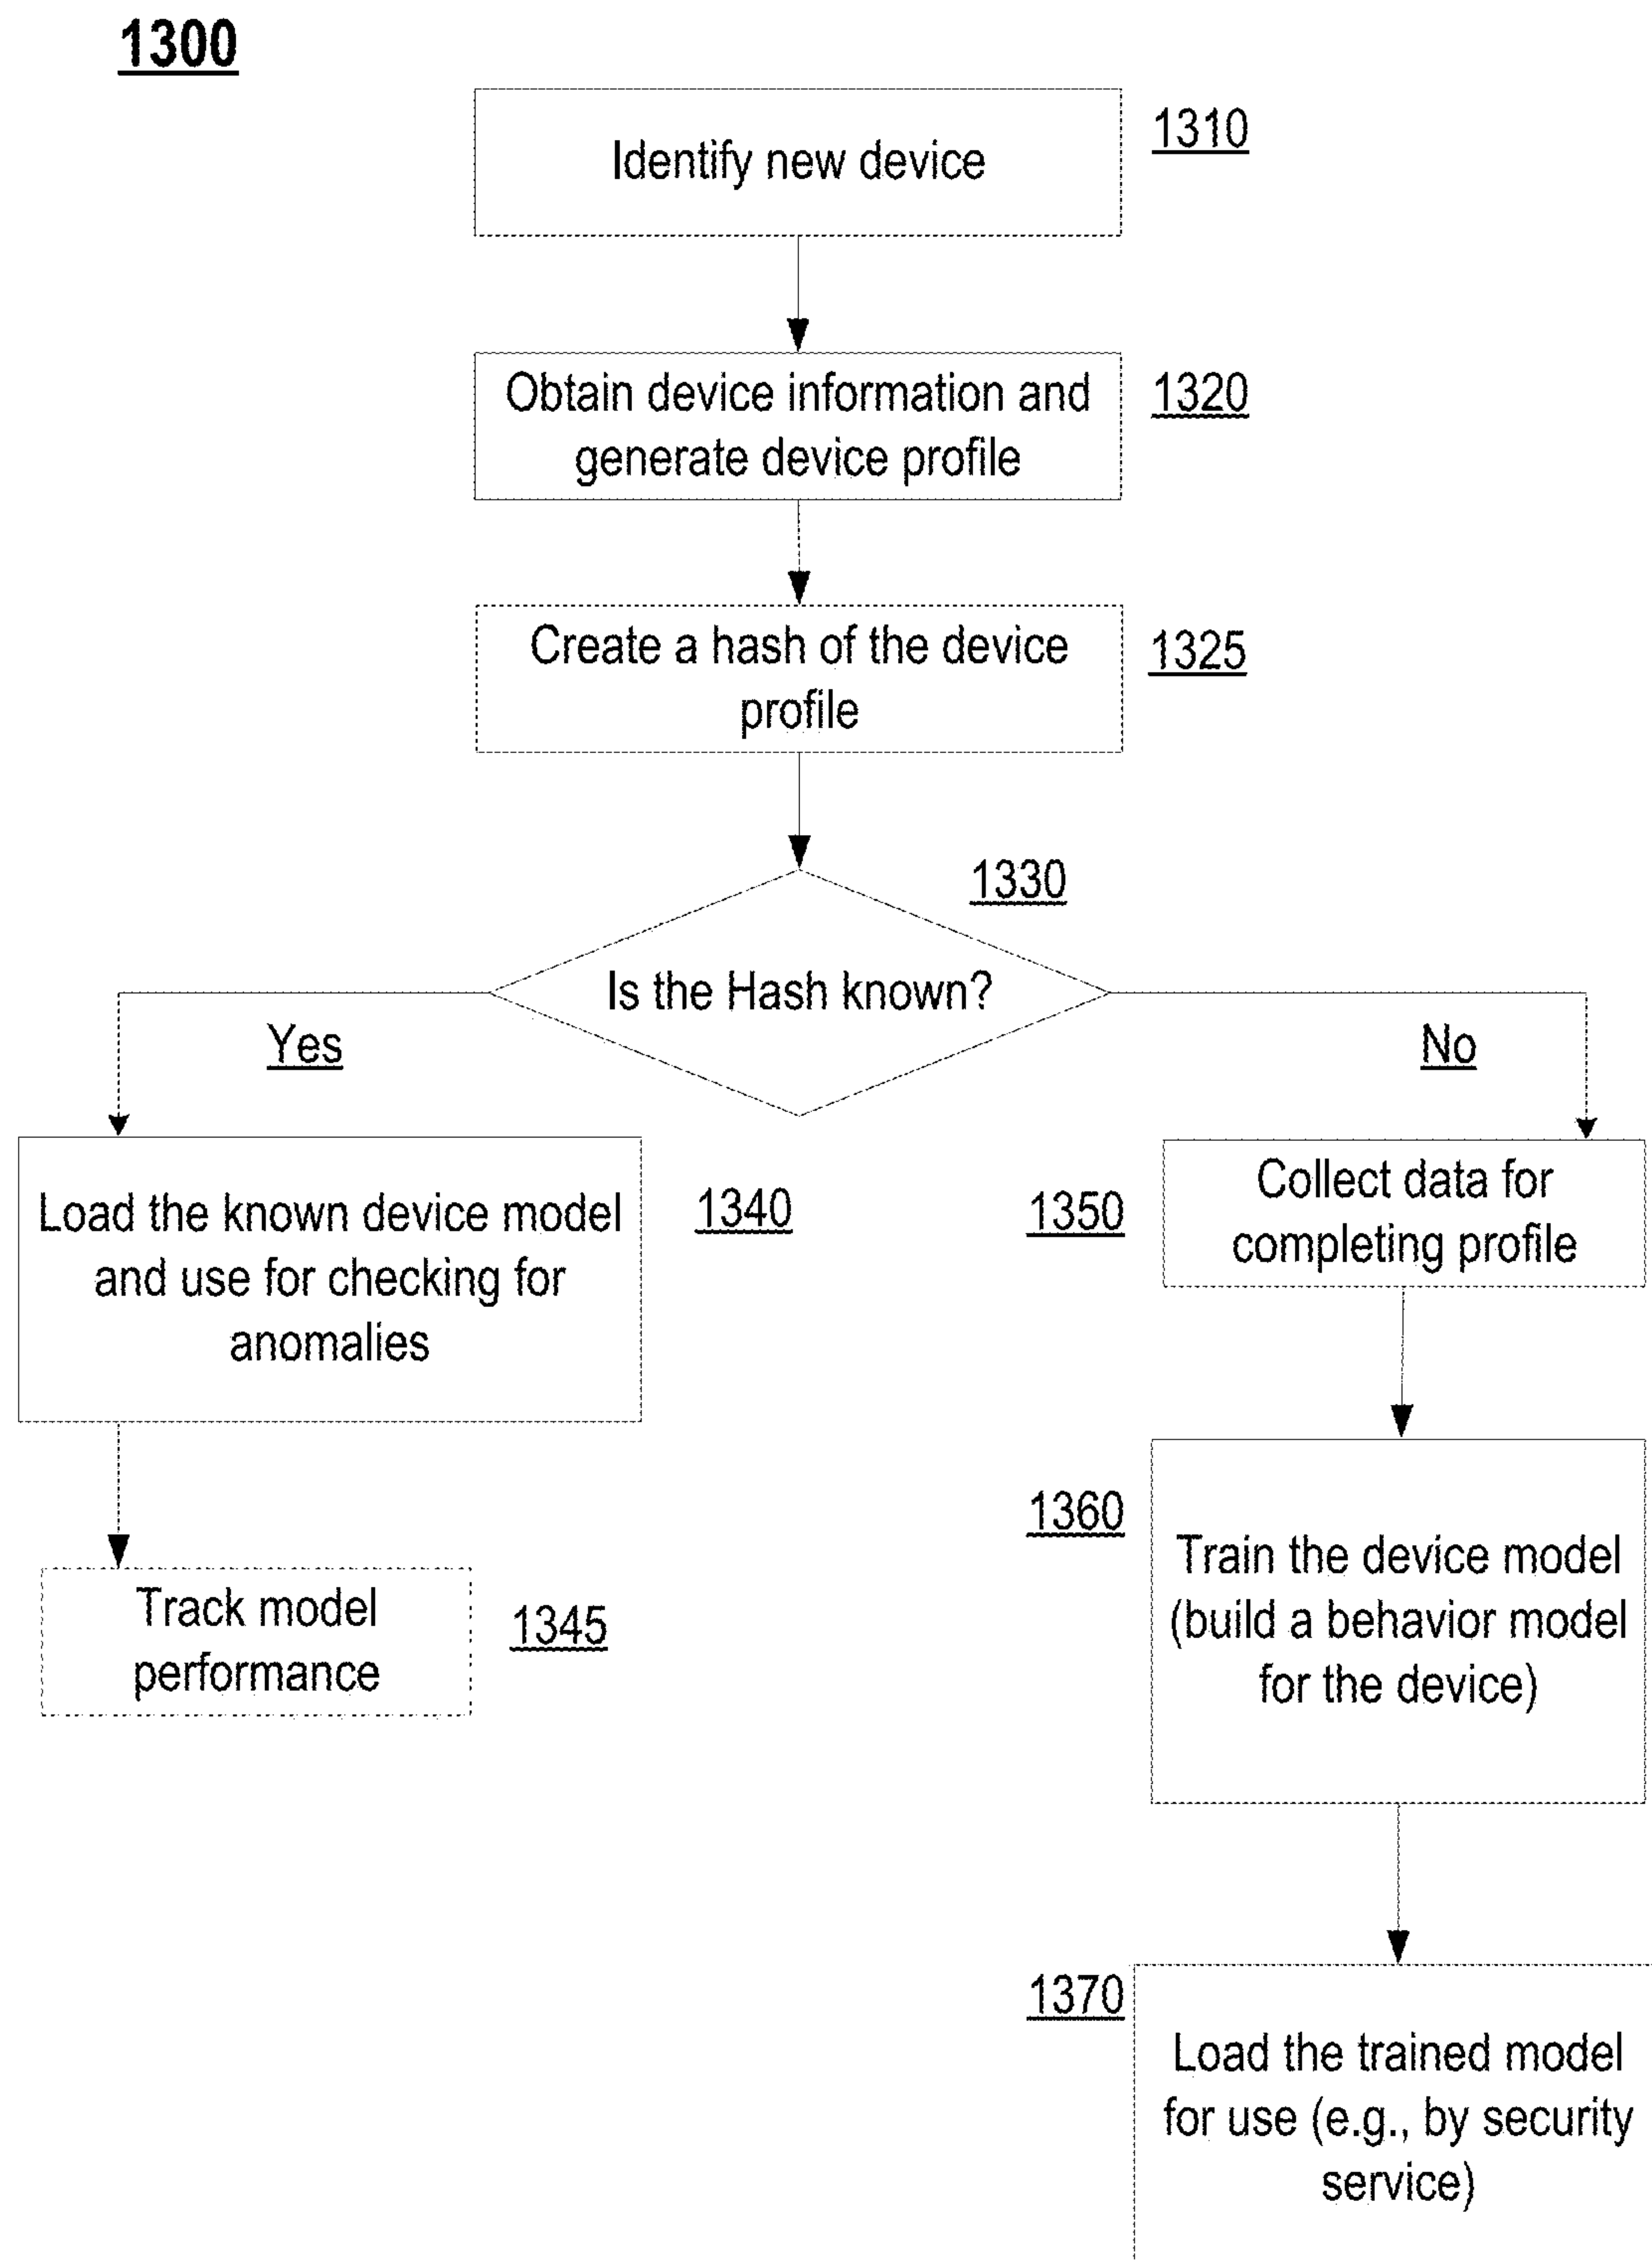 1300
Identify new device
1310
Obtain device information and
generate device profile
1320
Create a hash of the device
profile
1325
1330
Is the Hash known?
Yes
No
Load the known device model
and use for checking for
anomalies
1340
Track model
performance
1345
1350
Collect data for
completing profile
1360
Train the device model
(build a behavior model
for the device)
1370
Load the trained model
for use (e.g., by security
service)